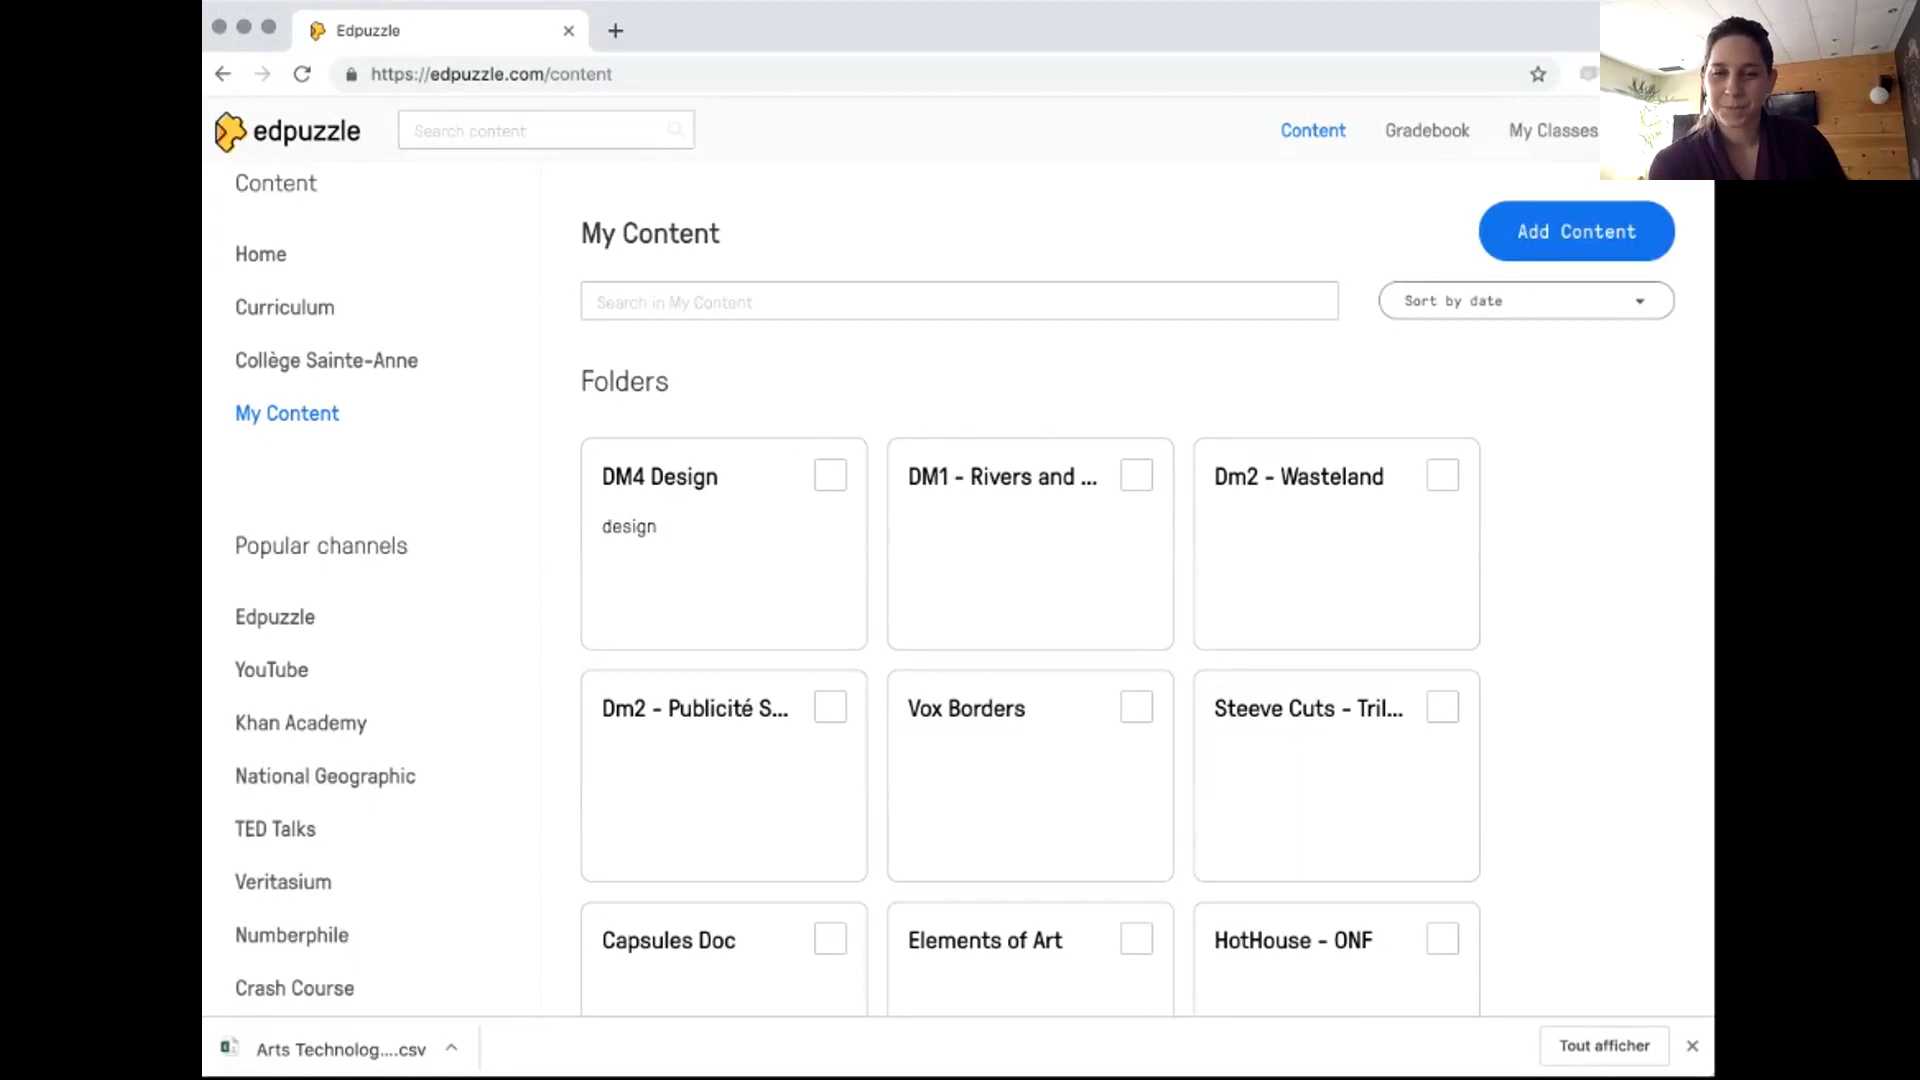 Edpuzzle
https://edpuzzle.com/content
edpuzzle
Search content
Content
Gradebook
My Classes
Content
Home
Curriculum
Collège Sainte-Anne
My Content
Popular channels
Edpuzzle
YouTube
Khan Academy
National Geographic
TED Talks
Veritasium
Numberphile
Crash Course
My Content
Add Content
Search in My Content
Sort by date
Folders
DM4 Design
design
DM1 - Rivers and ...
Dm2 - Wasteland
Dm2 - Publicité S...
Vox Borders
Steeve Cuts - Tril...
Capsules Doc
Elements of Art
HotHouse - ONF
Arts Technolog....csv
Tout afficher